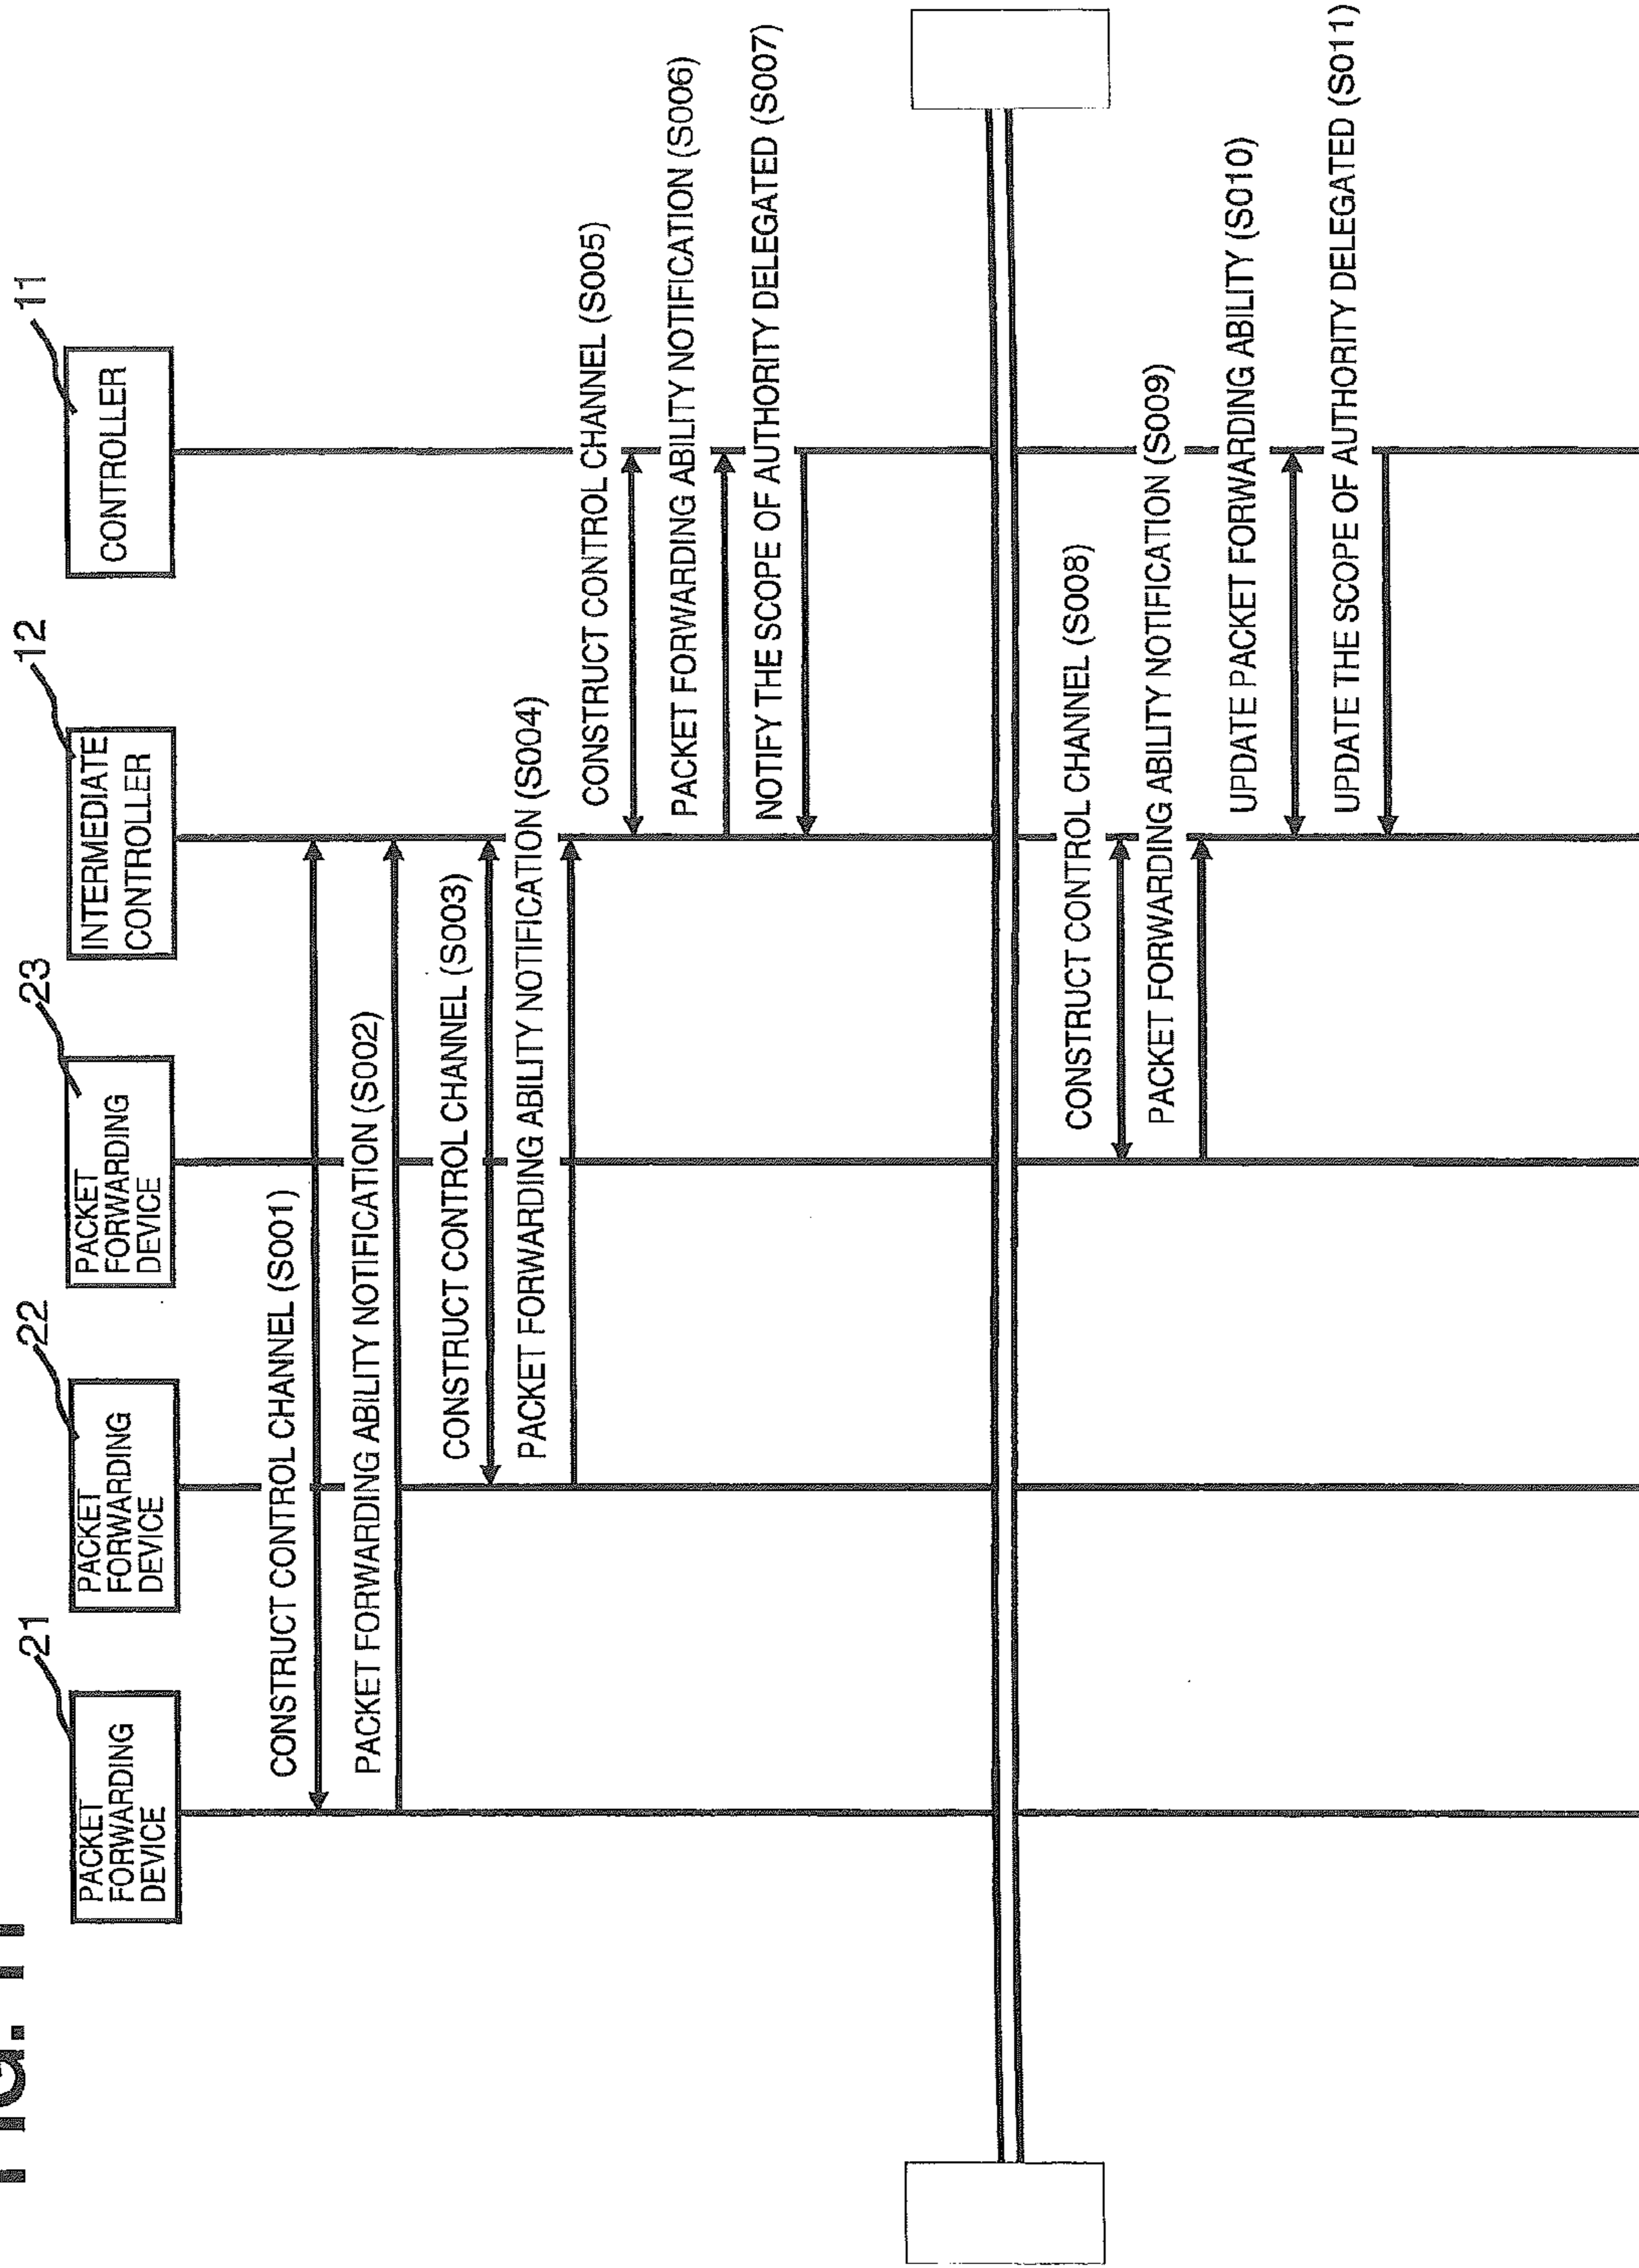 21
22
23
12
11
PACKET
FORWARDING
DEVICE
PACKET
FORWARDING
DEVICE
PACKET
FORWARDING
DEVICE
INTERMEDIATE
CONTROLLER
CONTROLLER
CONSTRUCT CONTROL CHANNEL (S001)
PACKET FORWARDING ABILITY NOTIFICATION (S002)
CONSTRUCT CONTROL CHANNEL (S003)
PACKET FORWARDING ABILITY NOTIFICATION (S004)
CONSTRUCT CONTROL CHANNEL (S005)
PACKET FORWARDING ABILITY NOTIFICATION (S006)
NOTIFY THE SCOPE OF AUTHORITY DELEGATED (S007)
CONSTRUCT CONTROL CHANNEL (S008)
PACKET FORWARDING ABILITY NOTIFICATION (S009)
UPDATE PACKET FORWARDING ABILITY (S010)
UPDATE THE SCOPE OF AUTHORITY DELEGATED (S011)